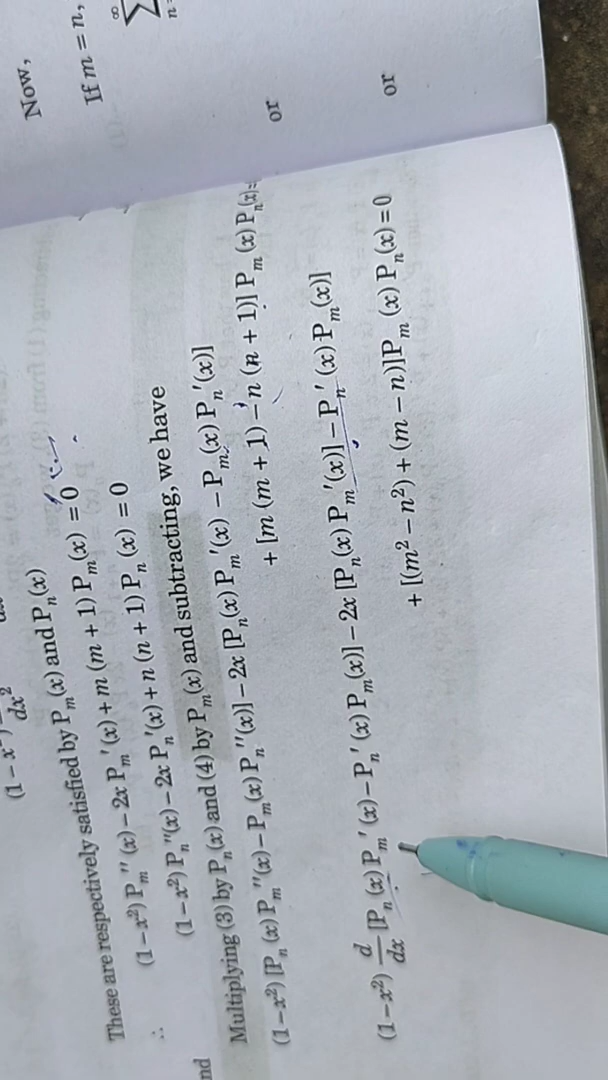 (1 – x²)
dx²
These are respectively satisfied by Pₘ(x) and Pₙ(x)
∴ (1–x²) Pₘ''(x) – 2x Pₘ'(x) + m (m + 1) Pₘ(x) = 0
nd (1–x²) Pₙ''(x) – 2x Pₙ'(x) + n (n + 1) Pₙ(x) = 0
Multiplying (3) by Pₙ(x) and (4) by Pₘ(x) and subtracting, we have
(1–x²) [Pₙ(x) Pₘ''(x) – Pₘ(x) Pₙ''(x)] – 2x [Pₙ(x) Pₘ'(x) – Pₘ(x) Pₙ'(x)]
+ [m (m + 1) – n (n + 1)] Pₘ(x) Pₙ(x) =
(1–x²) d/dx [Pₙ(x) Pₘ'(x) – Pₙ'(x) Pₘ(x)] – 2x [Pₙ(x) Pₘ'(x)] – Pₙ'(x) Pₘ(x)]
+ [(m² – n²) + (m – n)] Pₘ(x) Pₙ(x) = 0
Now,
If m = n,
∞
∑
n
or
or